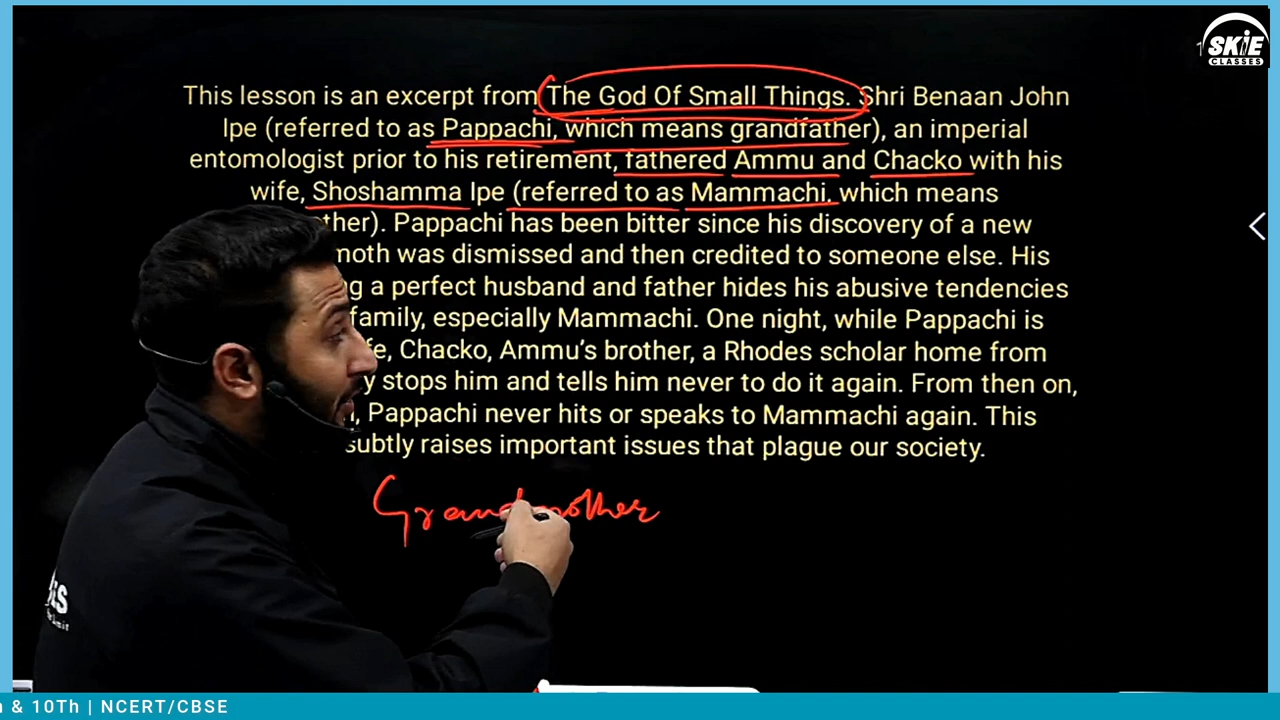 SKiE
CLASSES
This lesson is an excerpt from The God Of Small Things. Shri Benaan John
Ipe (referred to as Pappachi, which means grandfather), an imperial
entomologist prior to his retirement, fathered Ammu and Chacko with his
wife, Shoshamma Ipe (referred to as Mammachi, which means
ther). Pappachi has been bitter since his discovery of a new
moth was dismissed and then credited to someone else. His
g a perfect husband and father hides his abusive tendencies
family, especially Mammachi. One night, while Pappachi is
fe, Chacko, Ammu’s brother, a Rhodes scholar home from
y stops him and tells him never to do it again. From then on,
, Pappachi never hits or speaks to Mammachi again. This
subtly raises important issues that plague our society.
Grandmother
& 10Th | NCERT/CBSE